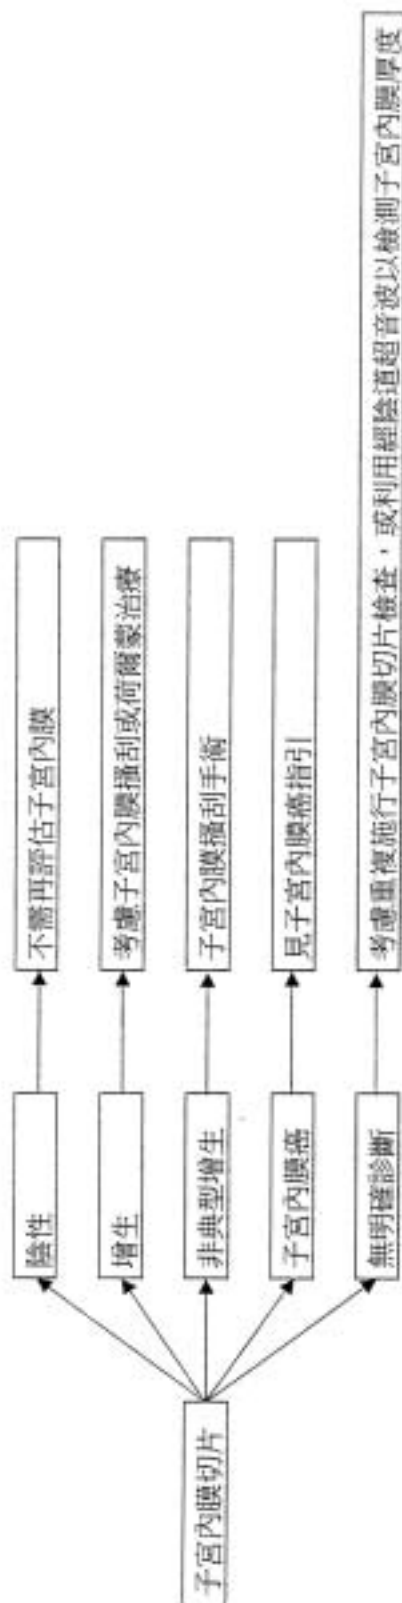 子宮內膜切片
陰性
不需再評估子宮內膜
增生
考慮子宮內膜搔刮或荷爾蒙治療
非典型增生
子宮內膜搔刮手術
子宮內膜癌
見子宮內膜癌指引
無明確診斷
考慮重複施行子宮內膜切片檢查，或利用經陰道超音波以檢測子宮內膜厚度